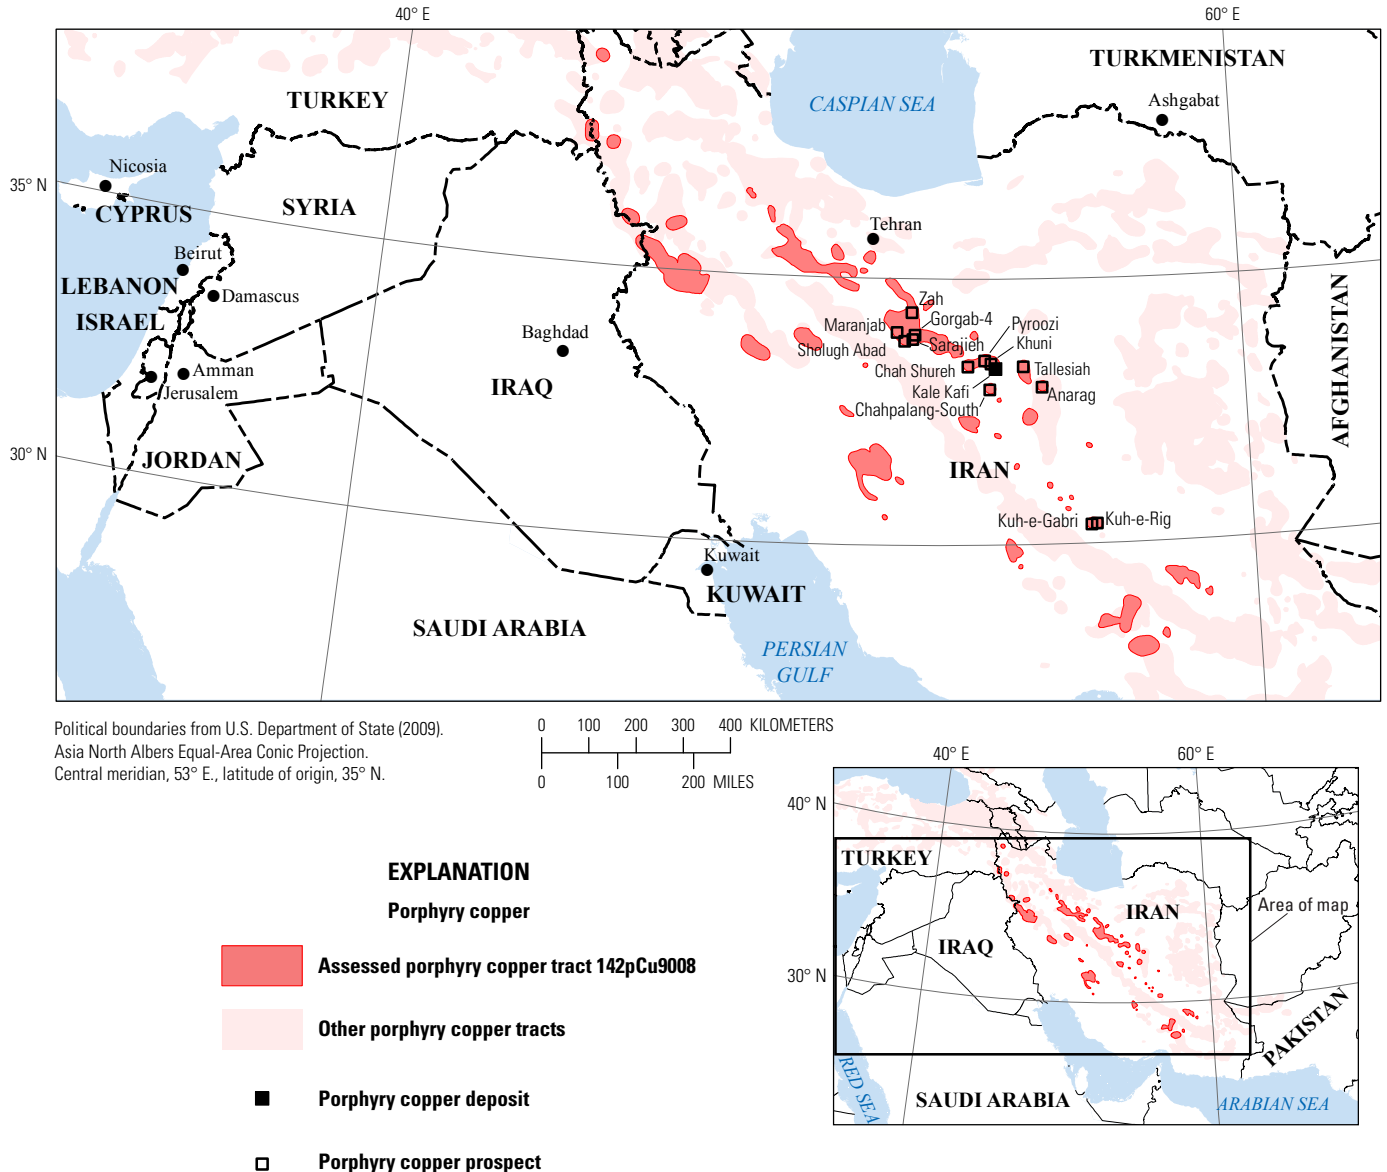 40° E
60° E
TURKMENISTAN
Ashgabat
TURKEY
CASPIAN SEA
Nicosia
35° N
CYPRUS
SYRIA
Tehran
Beirut
LEBANON
Damascus
ISRAEL
Zah
Gorgab-4
Maranjab
Pyroozi
Baghdad
Sarajieh
Khuni
Sholugh Abad
AFGHANISTAN
Amman
Chah Shureh
Tallesiah
Jerusalem
IRAQ
Kale Kafi
Anarag
Chahpalang-South
30° N
JORDAN
IRAN
Kuh-e-Gabri
Kuh-e-Rig
Kuwait
KUWAIT
SAUDI ARABIA
PERSIAN
GULF
Political boundaries from U.S. Department of State (2009).
Asia North Albers Equal-Area Conic Projection.
Central meridian, 53° E., latitude of origin, 35° N.
0 100 200 300 400 KILOMETERS
0 100 200 MILES
40° E
60° E
40° N
TURKEY
Area of map
IRAN
IRAQ
30° N
PAKISTAN
RED SEA
SAUDI ARABIA
ARABIAN SEA
EXPLANATION
Porphyry copper
Assessed porphyry copper tract 142pCu9008
Other porphyry copper tracts
Porphyry copper deposit
Porphyry copper prospect